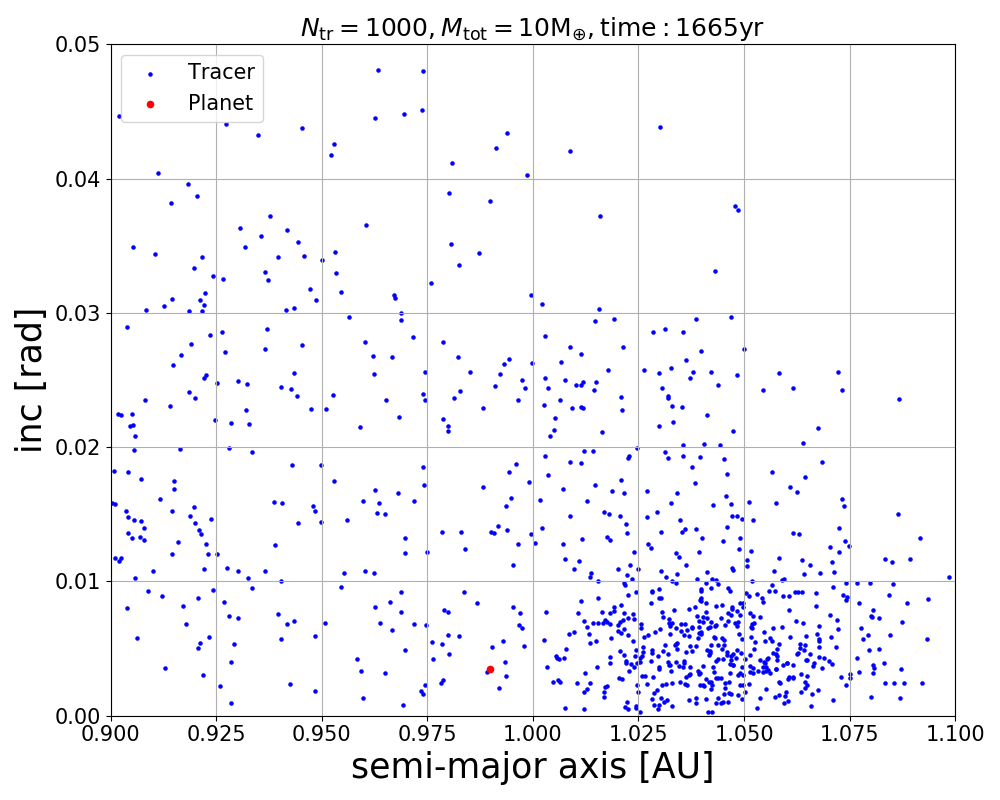 N_tr = 1000, M_tot = 10M_⊕, time : 1665yr
Tracer
Planet
inc [rad]
0.05
0.04
0.03
0.02
0.01
0.00
0.900 0.925 0.950 0.975 1.000 1.025 1.050 1.075 1.100
semi-major axis [AU]